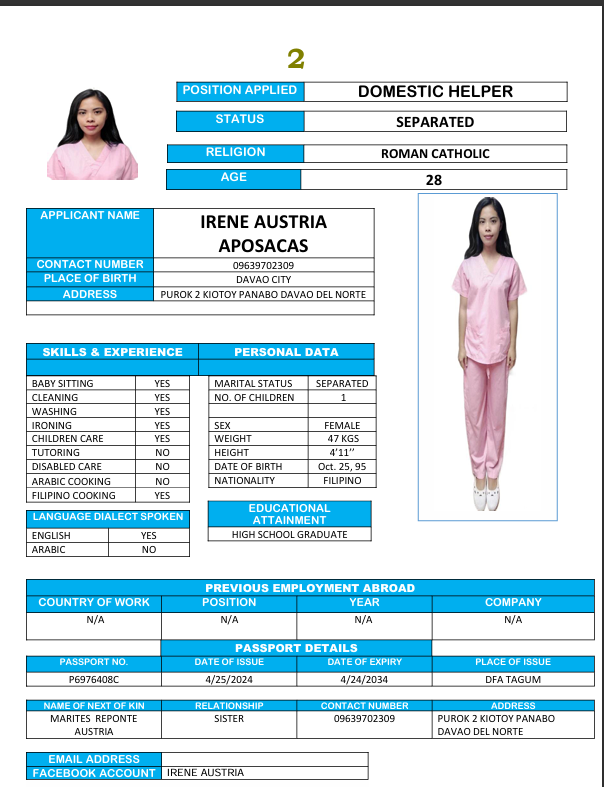 2
POSITION APPLIED DOMESTIC HELPER
STATUS SEPARATED
RELIGION ROMAN CATHOLIC
AGE 28
APPLICANT NAME IRENE AUSTRIA
APOSACAS
CONTACT NUMBER 09639702309
PLACE OF BIRTH DAVAO CITY
ADDRESS PUROK 2 KIOTOY PANABO DAVAO DEL NORTE
SKILLS & EXPERIENCE PERSONAL DATA
BABY SITTING YES
CLEANING YES
WASHING YES
IRONING YES
CHILDREN CARE YES
TUTORING NO
DISABLED CARE NO
ARABIC COOKING NO
FILIPINO COOKING YES
MARITAL STATUS SEPARATED
NO. OF CHILDREN 1
SEX FEMALE
WEIGHT 47 KGS
HEIGHT 4'11''
DATE OF BIRTH Oct. 25, 95
NATIONALITY FILIPINO
LANGUAGE DIALECT SPOKEN
ENGLISH YES
ARABIC NO
EDUCATIONAL
ATTAINMENT
HIGH SCHOOL GRADUATE
PREVIOUS EMPLOYMENT ABROAD
COUNTRY OF WORK POSITION YEAR COMPANY
N/A N/A N/A N/A
PASSPORT DETAILS
PASSPORT NO. DATE OF ISSUE DATE OF EXPIRY PLACE OF ISSUE
P6976408C 4/25/2024 4/24/2034 DFA TAGUM
NAME OF NEXT OF KIN RELATIONSHIP CONTACT NUMBER ADDRESS
MARITES REPONTE SISTER 09639702309 PUROK 2 KIOTOY PANABO
AUSTRIA DAVAO DEL NORTE
EMAIL ADDRESS
FACEBOOK ACCOUNT IRENE AUSTRIA